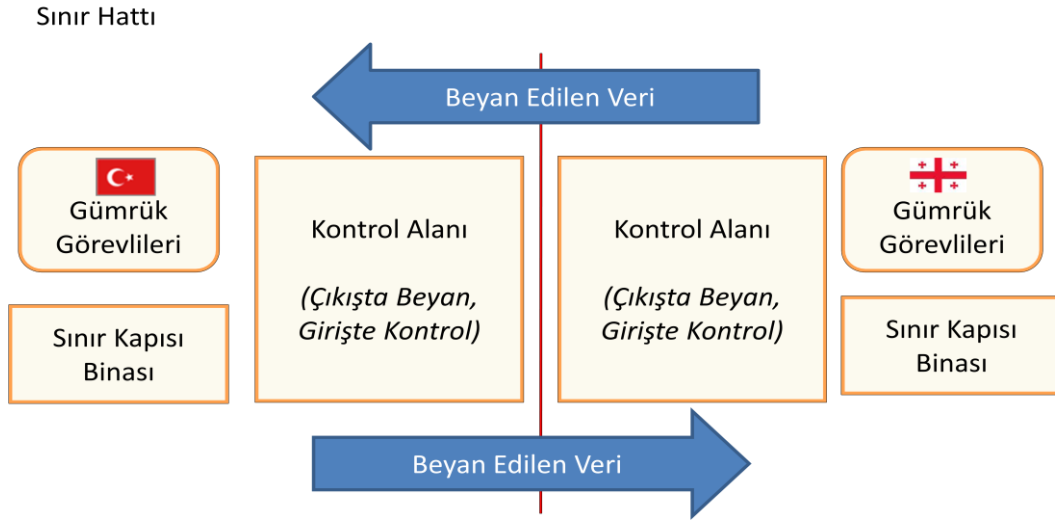 Sınır Hattı
Beyan Edilen Veri
Gümrük
Görevlileri
Sınır Kapısı
Binası
Kontrol Alanı
(Çıkışta Beyan,
Girişte Kontrol)
Kontrol Alanı
(Çıkışta Beyan,
Girişte Kontrol)
Gümrük
Görevlileri
Sınır Kapısı
Binası
Beyan Edilen Veri